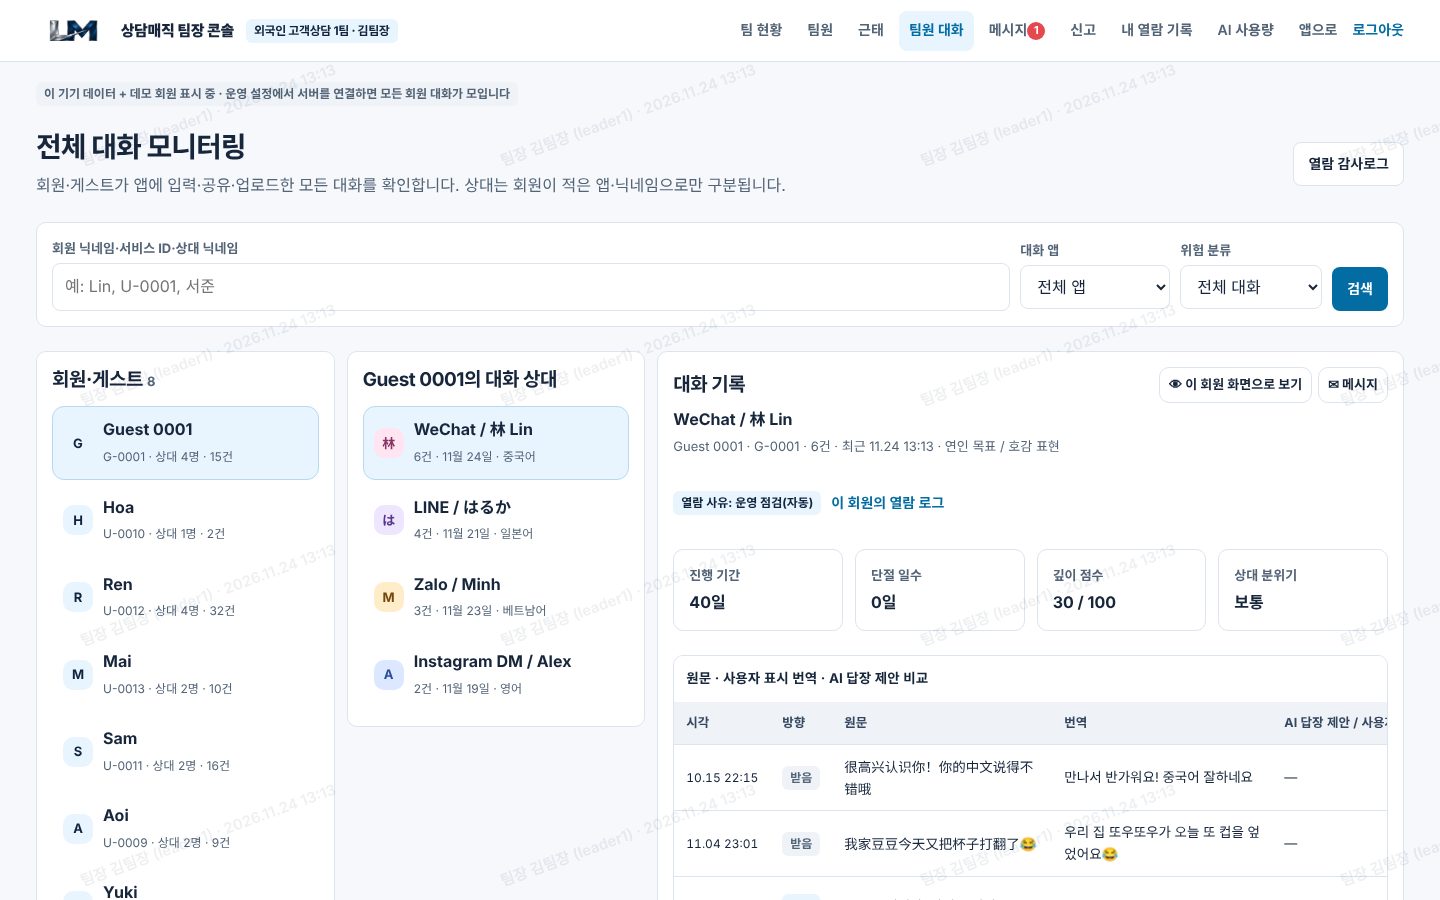 LM 상담매직 팀장 콘솔 외국인 고객상담 1팀 · 김팀장 팀 현황 팀원 근태 팀원 대화 메시지 1 신고 내 열람 기록 AI 사용량 앱으로 로그아웃
이 기기 데이터 + 데모 회원 표시 중 · 운영 설정에서 서버를 연결하면 모든 회원 대화가 모입니다
전체 대화 모니터링
회원·게스트가 앱에 입력·공유·업로드한 모든 대화를 확인합니다. 상대는 회원이 적은 앱·닉네임으로만 구분됩니다.
열람 감사로그
회원 닉네임·서비스 ID·상대 닉네임
예: Lin, U-0001, 서준
대화 앱
전체 앱
위험 분류
전체 대화
검색
회원·게스트 8
G
Guest 0001
G-0001 · 상대 4명 · 15건
H
Hoa
U-0010 · 상대 1명 · 2건
R
Ren
U-0012 · 상대 4명 · 32건
M
Mai
U-0013 · 상대 2명 · 10건
S
Sam
U-0011 · 상대 2명 · 16건
A
Aoi
U-0009 · 상대 2명 · 9건
Yuki
Guest 0001의 대화 상대
林
WeChat / 林 Lin
6건 · 11월 24일 · 중국어
は
LINE / はるか
4건 · 11월 21일 · 일본어
M
Zalo / Minh
3건 · 11월 23일 · 베트남어
A
Instagram DM / Alex
2건 · 11월 19일 · 영어
대화 기록
👁 이 회원 화면으로 보기
✉ 메시지
WeChat / 林 Lin
Guest 0001 · G-0001 · 6건 · 최근 11.24 13:13 · 연인 목표 / 호감 표현
열람 사유: 운영 점검(자동) 이 회원의 열람 로그
진행 기간
40일
단절 일수
0일
깊이 점수
30 / 100
상대 분위기
보통
원문 · 사용자 표시 번역 · AI 답장 제안 비교
시각 방향 원문 번역 AI 답장 제안 / 사용
10.15 22:15 받음 很高兴认识你！你的中文说得不
错哦
만나서 반가워요! 중국어 잘하네요 —
11.04 23:01 받음 我家豆豆今天又把杯子打翻了😂
우리 집 또우또우가 오늘 또 컵을 엎
었어요😂 —
팀장 김팀장 (leader1) · 2026.11.24 13:13